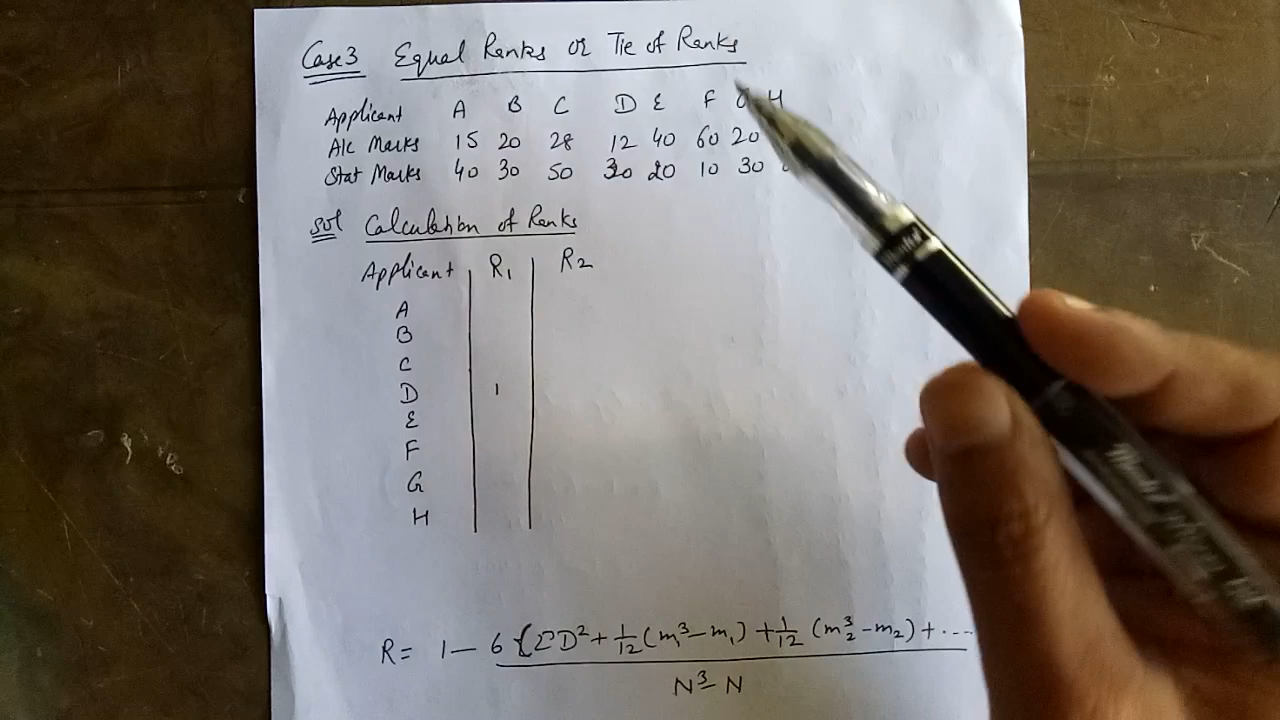 Case 3 Equal Ranks or Tie of Ranks
Applicant A B C D E F G H
A/c Marks 15 20 28 12 40 60 20
Stat Marks 40 30 50 30 20 10 30
Sol Calculation of Ranks
Applicant R₁ R₂
A
B
C
D 1
E
F
G
H
R = 1 — 6 {ΣD² + 1/12 (m₁³ – m₁) + 1/12 (m₂³ – m₂) + ---
N³ – N